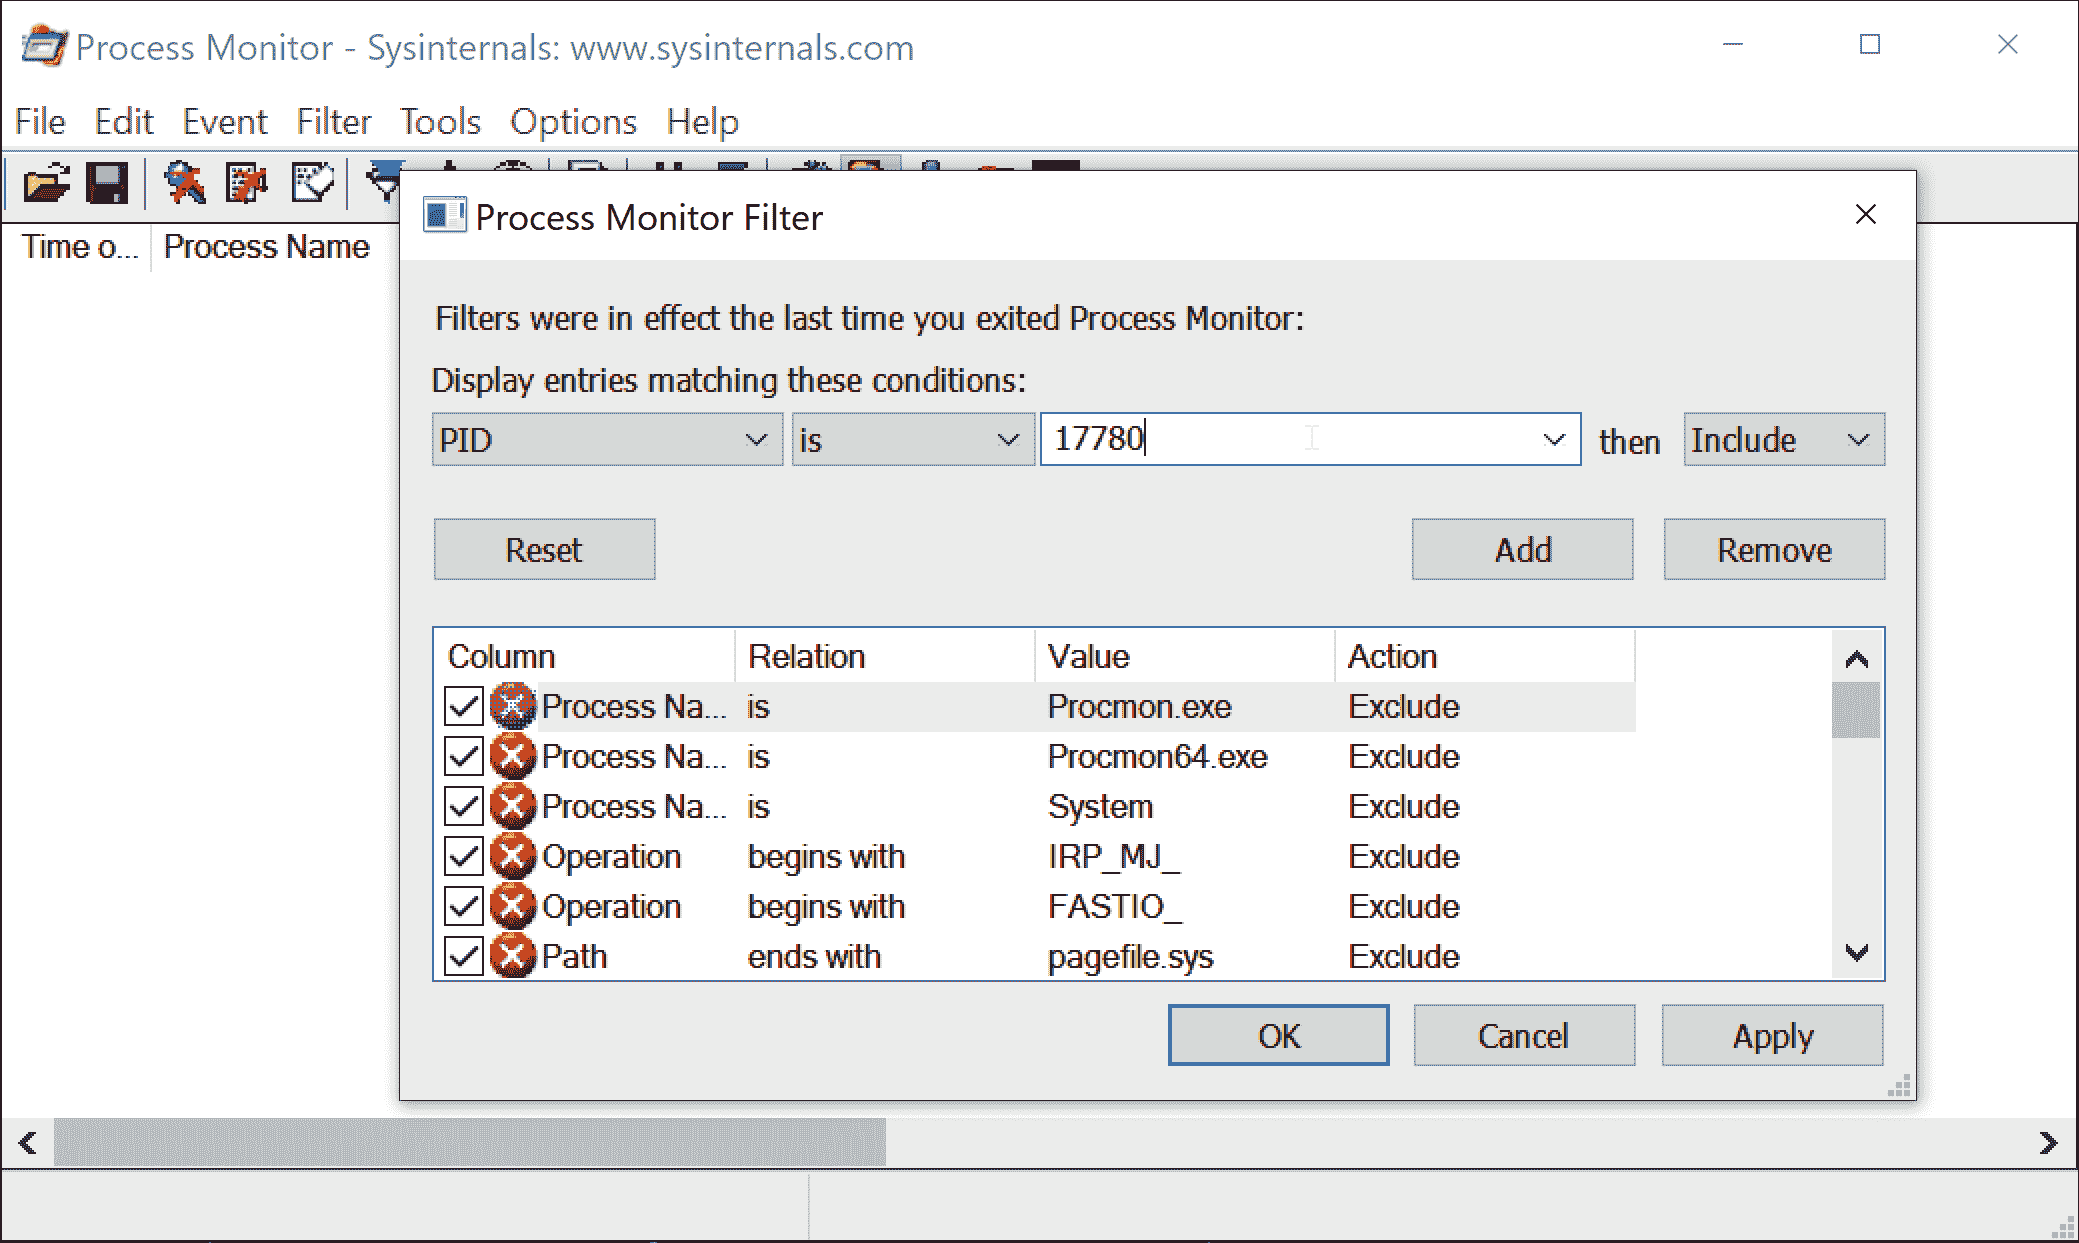 Process Monitor - Sysinternals: www.sysinternals.com
File Edit Event Filter Tools Options Help
Time o... Process Name
Process Monitor Filter
Filters were in effect the last time you exited Process Monitor:
Display entries matching these conditions:
PID is 17780 then Include
Reset Add Remove
Column Relation Value Action
Process Na... is Procmon.exe Exclude
Process Na... is Procmon64.exe Exclude
Process Na... is System Exclude
Operation begins with IRP_MJ_ Exclude
Operation begins with FASTIO_ Exclude
Path ends with pagefile.sys Exclude
OK Cancel Apply